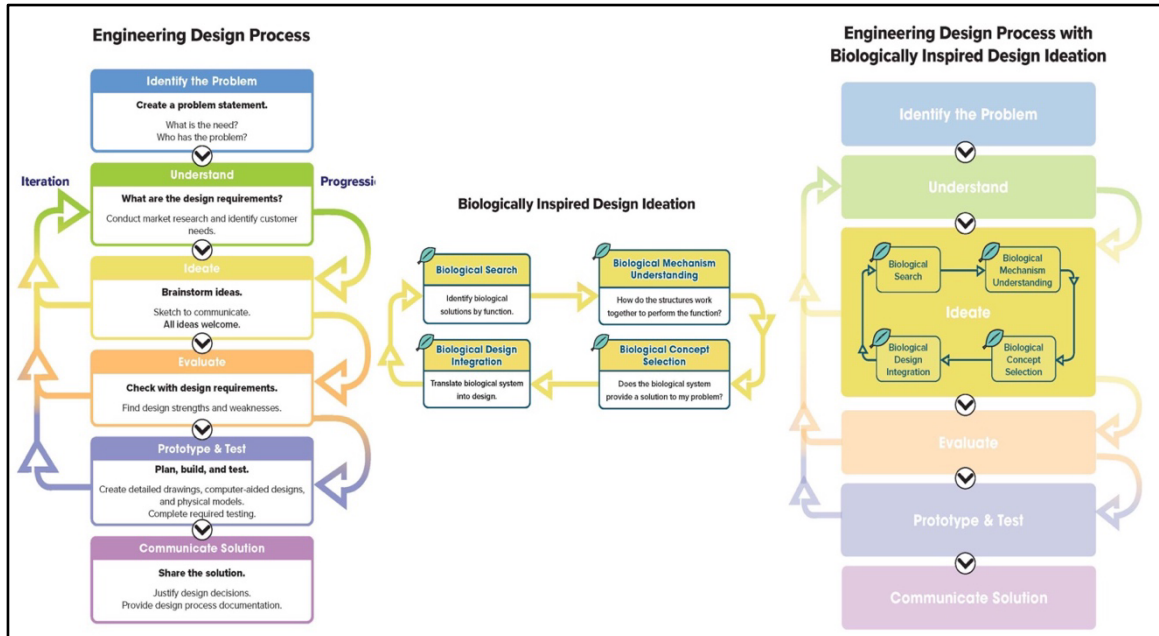 Engineering Design Process
Identify the Problem
Create a problem statement.
What is the need?
Who has the problem?
Iteration
Progressi
Understand
What are the design requirements?
Conduct market research and identify customer
needs.
Ideate
Brainstorm ideas.
Sketch to communicate.
All ideas welcome.
Evaluate
Check with design requirements.
Find design strengths and weaknesses.
Prototype & Test
Plan, build, and test.
Create detailed drawings, computer-aided designs,
and physical models.
Complete required testing.
Communicate Solution
Share the solution.
Justify design decisions.
Provide design process documentation.
Biologically Inspired Design Ideation
Biological Search
Identify biological
solutions by function.
Biological Mechanism
Understanding
How do the structures work
together to perform the function?
Biological Design
Integration
Translate biological system
into design.
Biological Concept
Selection
Does the biological system
provide a solution to my problem?
Engineering Design Process with
Biologically Inspired Design Ideation
Identify the Problem
Understand
Biological
Search
Biological
Mechanism
Understanding
Ideate
Biological
Design
Integration
Biological
Concept
Selection
Evaluate
Prototype & Test
Communicate Solution